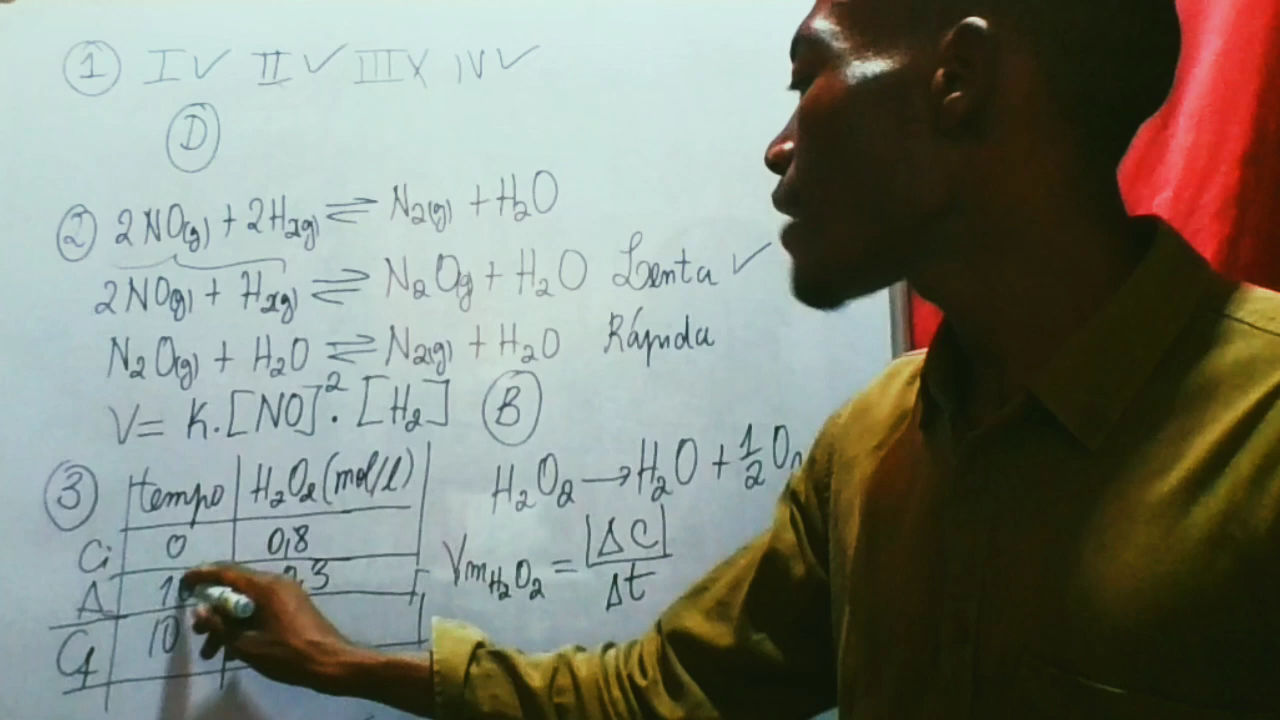 ① I ✓ II ✓ III X IV ✓
Ⓓ
② 2NO(g) + 2H₂(g) ⇌ N₂(g) + H₂O
2NO(g) + H₂(g) ⇌ N₂Og + H₂O Lenta ✓
N₂O(g) + H₂O ⇌ N₂(g) + H₂O Rápida
V = K.[NO]².[H₂] Ⓑ
③ tempo H₂O₂(mol/l)
H₂O₂ → H₂O + 1/2 O
Ci 0 0,8
Vm H₂O₂ = |ΔC| / Δt
Δ
Cf 10